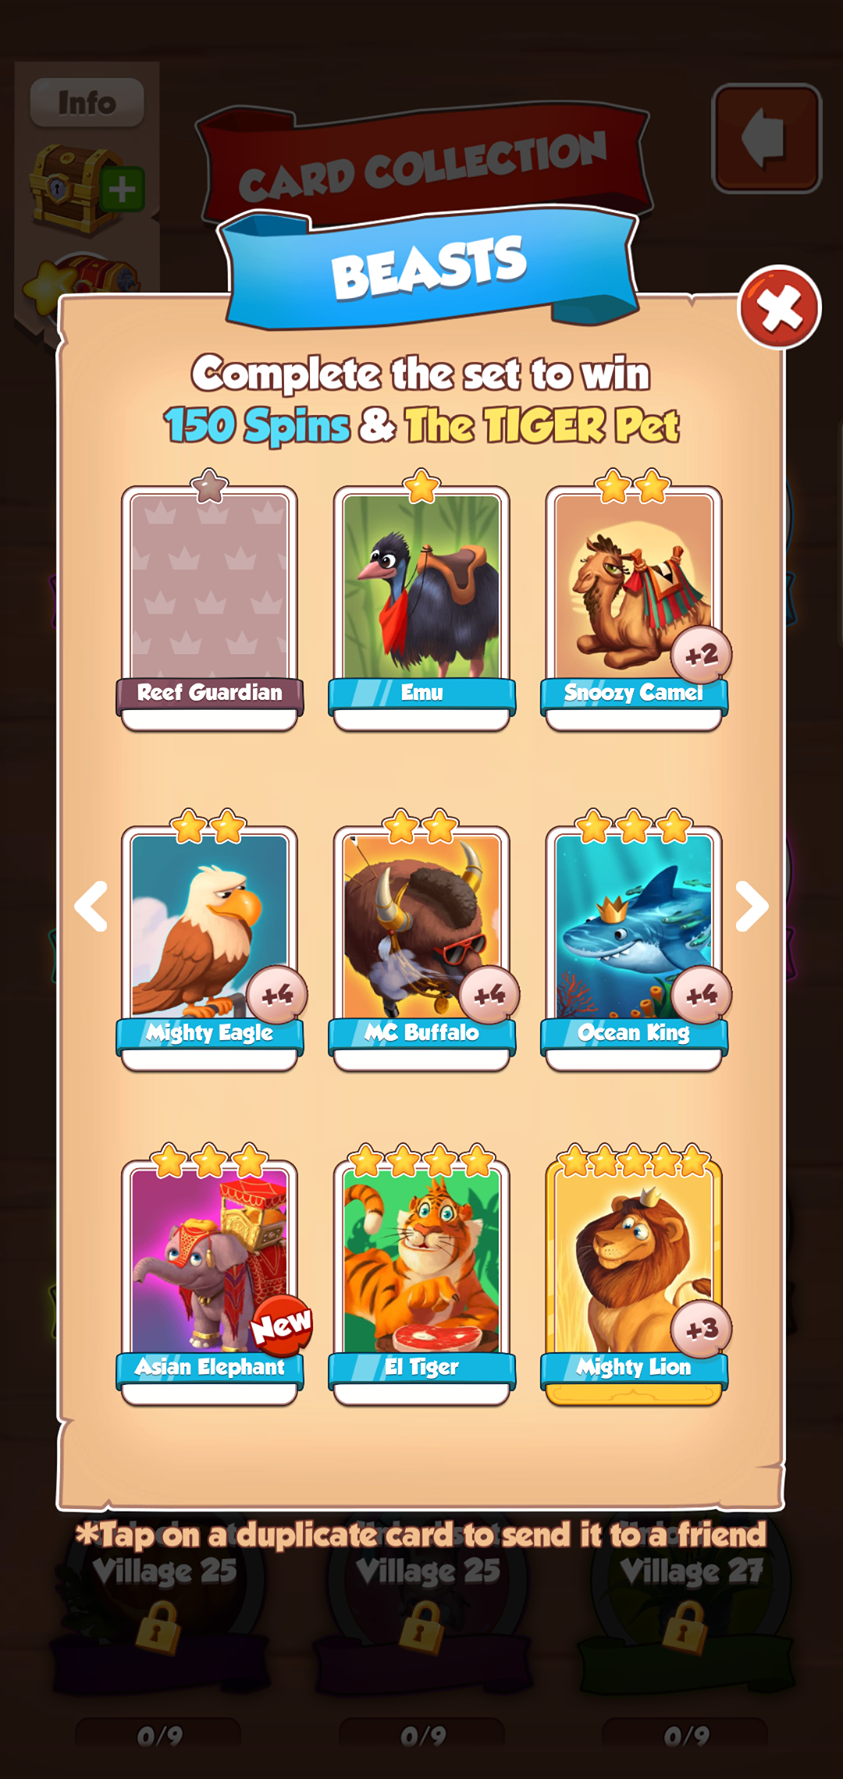 Info
CARD COLLECTION
BEASTS
Complete the set to win
150 Spins & The TIGER Pet
Reef Guardian
Emu
+2
Snoozy Camel
+4
Mighty Eagle
+4
MC Buffalo
+4
Ocean King
New
Asian Elephant
El Tiger
+3
Mighty Lion
*Tap on a duplicate card to send it to a friend
Village 25
Village 25
Village 27
0/9
0/9
0/9